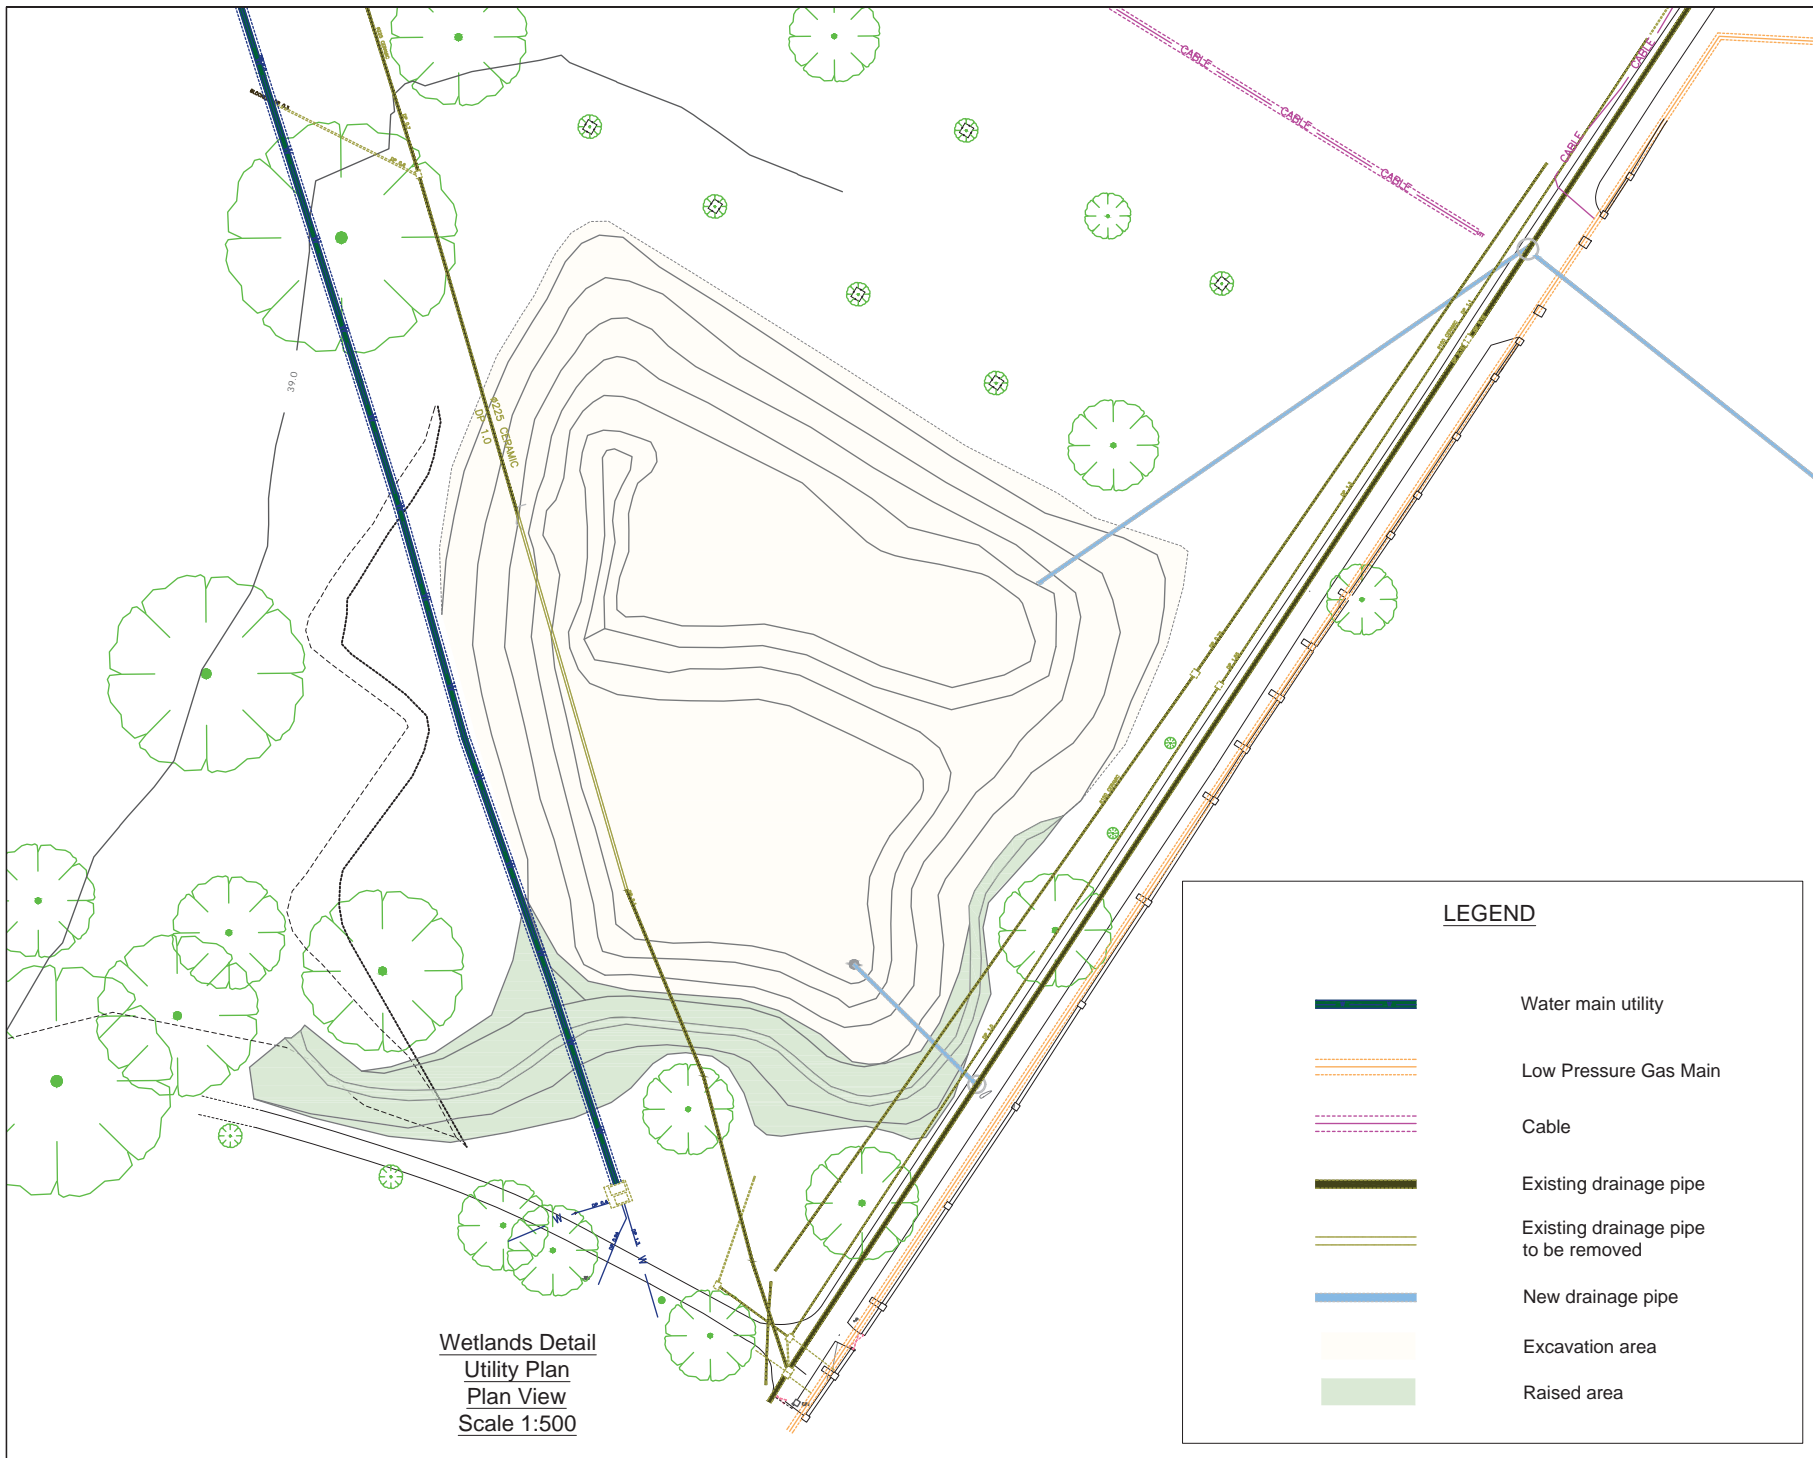 CABLE
CABLE
CABLE
CABLE
CABLE
39.0
ø225 CERAMIC
DP 1.0
W
W
LEGEND
Water main utility
Low Pressure Gas Main
Cable
Existing drainage pipe
Existing drainage pipe
to be removed
New drainage pipe
Excavation area
Raised area
Wetlands Detail
Utility Plan
Plan View
Scale 1:500